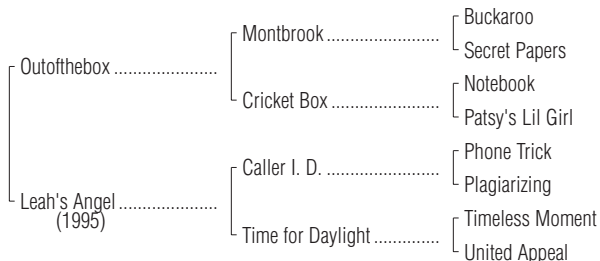 Buckaroo
Montbrook ........................
Secret Papers
Outofthebox ......................
Notebook
Cricket Box .......................
Patsy's Lil Girl
Phone Trick
Caller I. D. ........................
Plagiarizing
Leah's Angel .....................
(1995)
Timeless Moment
Time for Daylight ..............
United Appeal